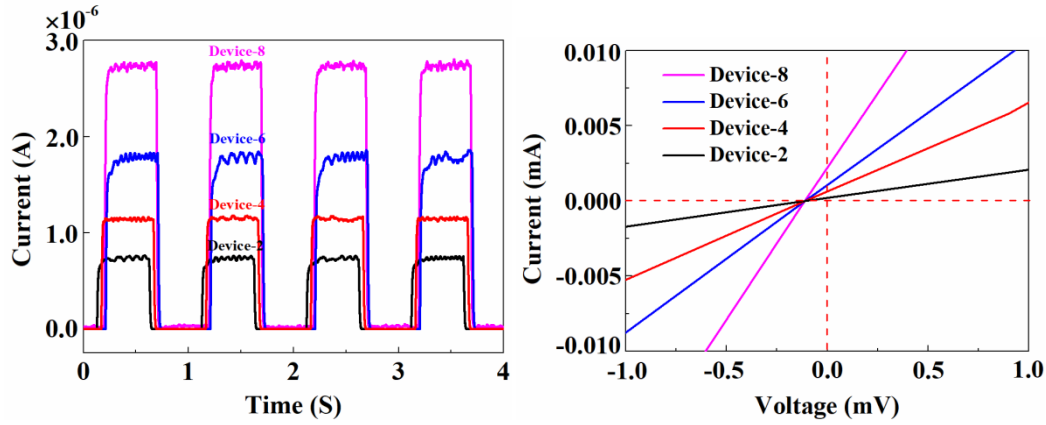 ×10⁻⁶
3.0
2.0
1.0
0.0
Current (A)
Device-8
Device-6
Device-4
Device-2
0
1
2
3
4
Time (S)
0.010
0.005
0.000
-0.005
-0.010
Current (mA)
Device-8
Device-6
Device-4
Device-2
-1.0
-0.5
0.0
0.5
1.0
Voltage (mV)